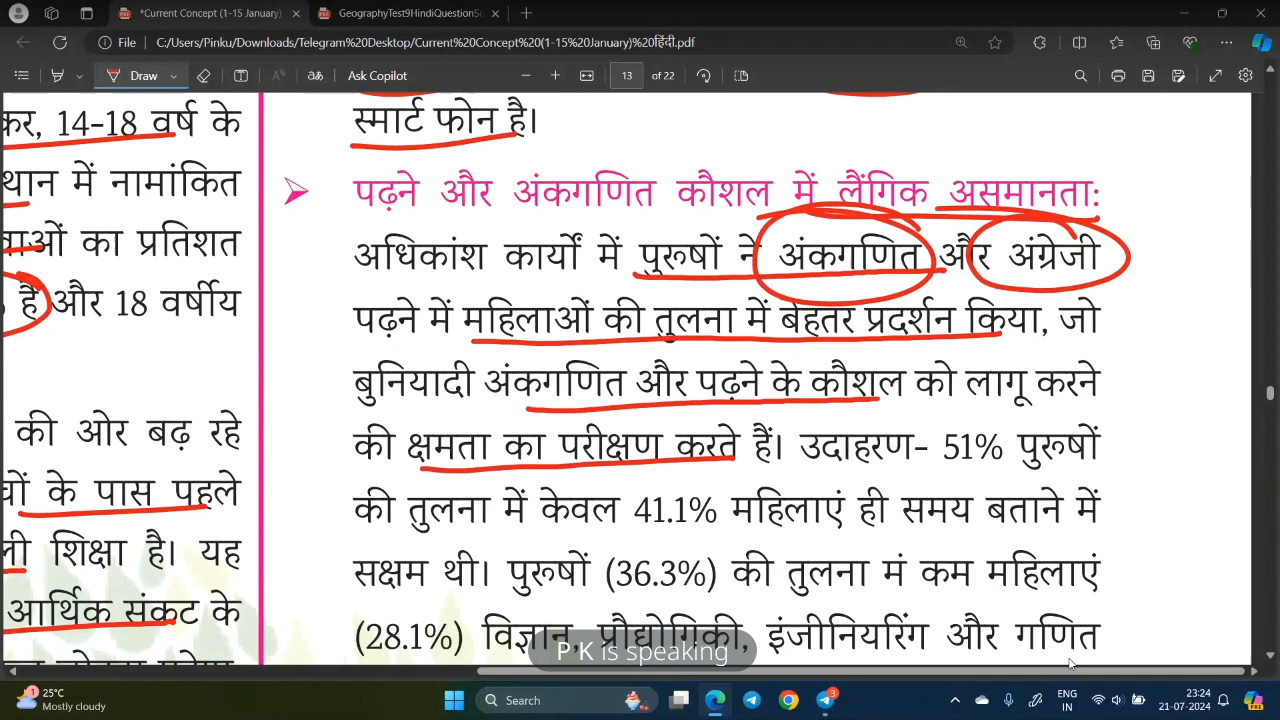 *Current Concept (1-15 January)
GeographyTest9HindiQuestionSo
File C:/Users/Pinku/Downloads/Telegram%20Desktop/Current%20Concept%20(1-15%20January)%20हिंदी.pdf
Draw
Ask Copilot
13 of 22
कर, 14-18 वर्ष के
थान में नामांकित
वाओं का प्रतिशत
है और 18 वर्षीय
की ओर बढ़ रहे
के पास पहले
ली शिक्षा है। यह
आर्थिक संकट के
स्मार्ट फोन है।
पढ़ने और अंकगणित कौशल में लैंगिक असमानता:
अधिकांश कार्यों में पुरूषों ने अंकगणित और अंग्रेजी
पढ़ने में महिलाओं की तुलना में बेहतर प्रदर्शन किया, जो
बुनियादी अंकगणित और पढ़ने के कौशल को लागू करने
की क्षमता का परीक्षण करते हैं। उदाहरण- 51% पुरूषों
की तुलना में केवल 41.1% महिलाएं ही समय बताने में
सक्षम थी। पुरूषों (36.3%) की तुलना मं कम महिलाएं
(28.1%) विज्ञान, प्रौद्योगिकी, इंजीनियरिंग और गणित
P K is speaking
1
25°C
Mostly cloudy
Search
3
ENG
IN
23:24
21-07-2024